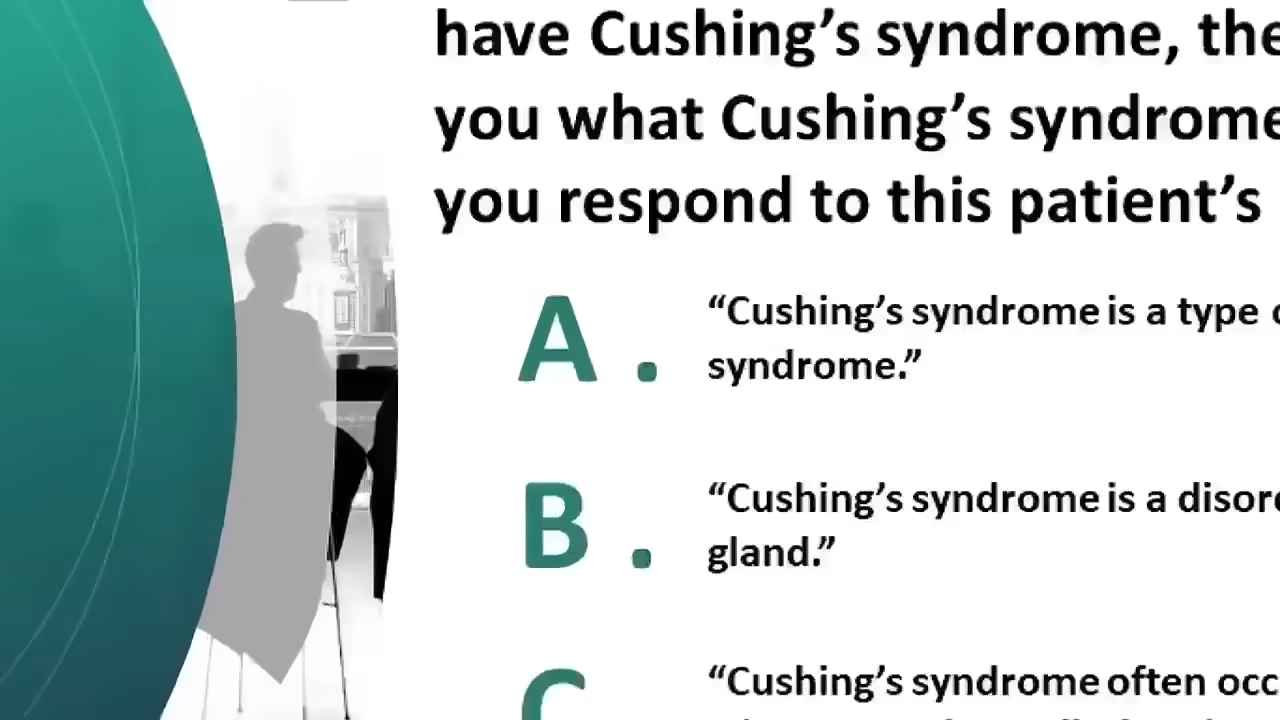 have Cushing’s syndrome, the
you what Cushing’s syndrome
you respond to this patient’s
A . “Cushing’s syndrome is a type
syndrome.”
B . “Cushing’s syndrome is a disor
gland.”
C “Cushing’s syndrome often occ